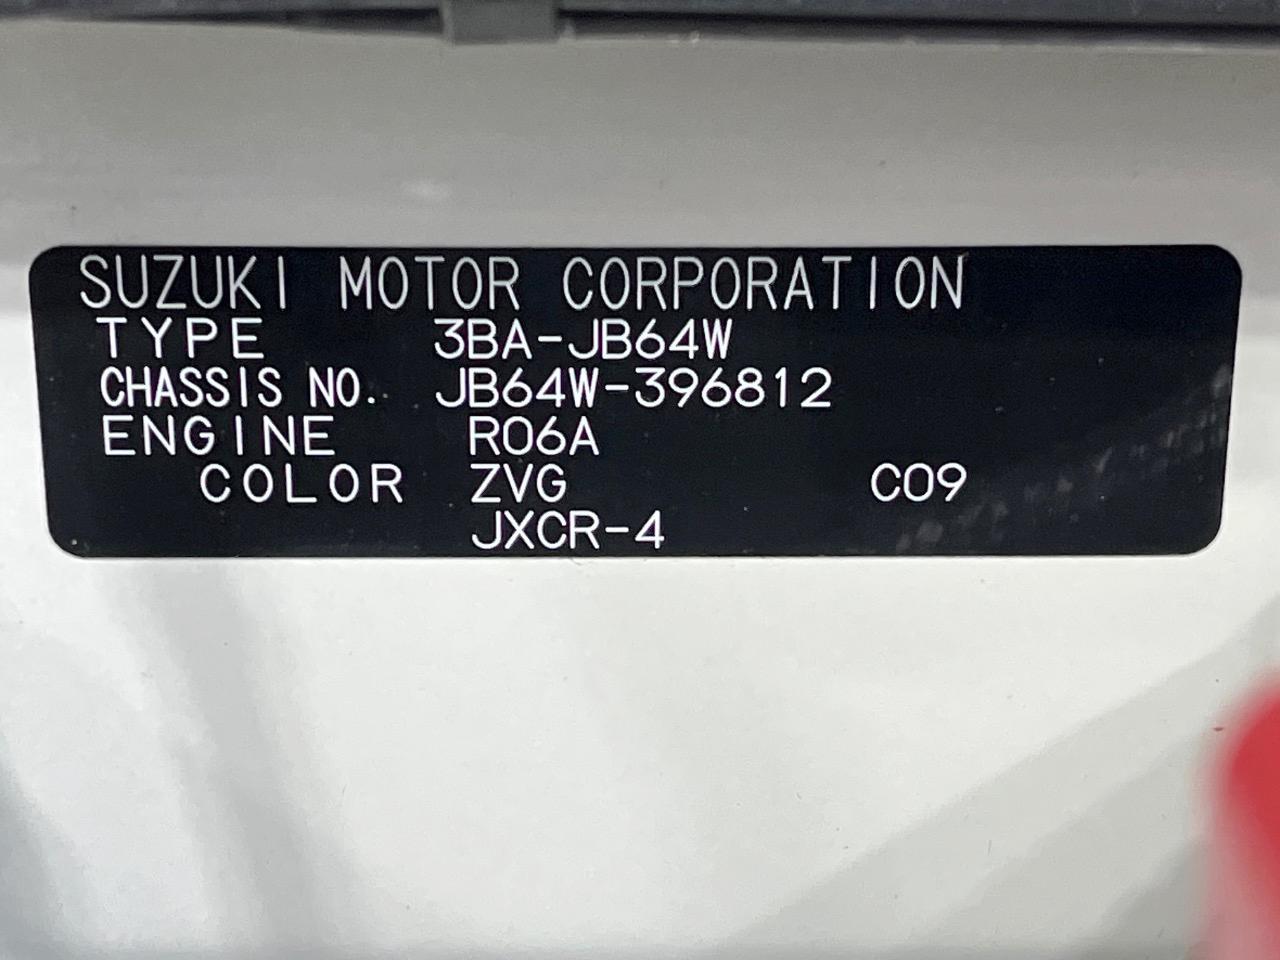 SUZUKI MOTOR CORPORATION
TYPE 3BA-JB64W
CHASSIS NO. JB64W-396812
ENGINE R06A
COLOR ZVG C09
JXCR-4